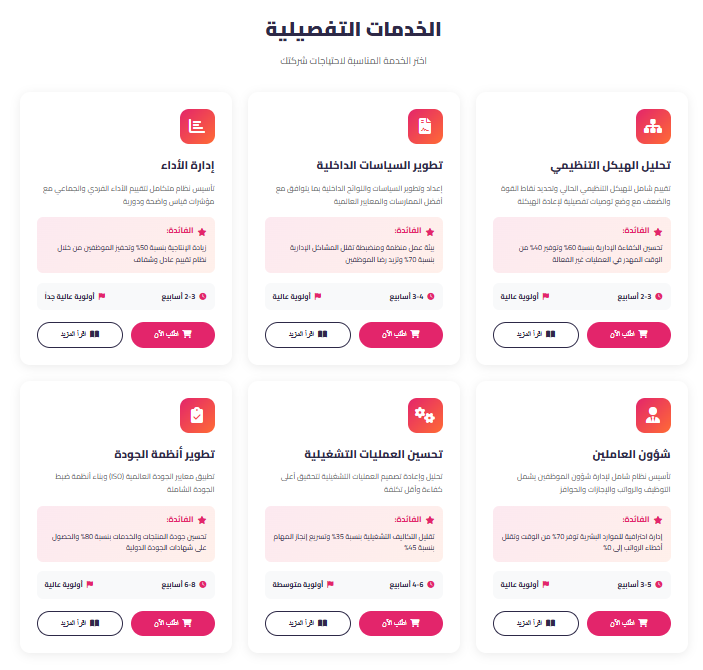 الخدمات التفصيلية
اختر الخدمة المناسبة لاحتياجات شركتك
تحليل الهيكل التنظيمي
تقييم شامل للهيكل التنظيمي الحالي وتحديد نقاط القوة
والضعف مع وضع توصيات تفصيلية لإعادة الهيكلة
الفائدة:
تحسين الكفاءة الإدارية بنسبة 60% وتوفير 40% من
الوقت المهدر في العمليات غير الفعالة
2-3 أسابيع
أولوية عالية
اطلب الآن
اقرأ المزيد
تطوير السياسات الداخلية
إعداد وتطوير السياسات واللوائح الداخلية بما يتوافق مع
أفضل الممارسات والمعايير العالمية
الفائدة:
بيئة عمل منظمة ومنضبطة تقلل المشاكل الإدارية
بنسبة 70% وتزيد رضا الموظفين
3-4 أسابيع
أولوية عالية
اطلب الآن
اقرأ المزيد
إدارة الأداء
تأسيس نظام متكامل لتقييم الأداء الفردي والجماعي مع
مؤشرات قياس واضحة ودورية
الفائدة:
زيادة الإنتاجية بنسبة 50% وتحفيز الموظفين من خلال
نظام تقييم عادل وشفاف
2-3 أسابيع
أولوية عالية جداً
اطلب الآن
اقرأ المزيد
شؤون العاملين
تأسيس نظام شامل لإدارة شؤون الموظفين يشمل
التوظيف والرواتب والإجازات والحوافز
الفائدة:
إدارة احترافية للموارد البشرية توفر 70% من الوقت وتقلل
أخطاء الرواتب إلى 0%
3-5 أسابيع
أولوية عالية
اطلب الآن
اقرأ المزيد
تحسين العمليات التشغيلية
تحليل وإعادة تصميم العمليات التشغيلية لتحقيق أعلى
كفاءة وأقل تكلفة
الفائدة:
تقليل التكاليف التشغيلية بنسبة 35% وتسريع إنجاز المهام
بنسبة 45%
4-6 أسابيع
أولوية متوسطة
اطلب الآن
اقرأ المزيد
تطوير أنظمة الجودة
تطبيق معايير الجودة العالمية (ISO) وبناء أنظمة ضبط
الجودة الشاملة
الفائدة:
تحسين جودة المنتجات والخدمات بنسبة 80% والحصول
على شهادات الجودة الدولية
6-8 أسابيع
أولوية عالية
اطلب الآن
اقرأ المزيد